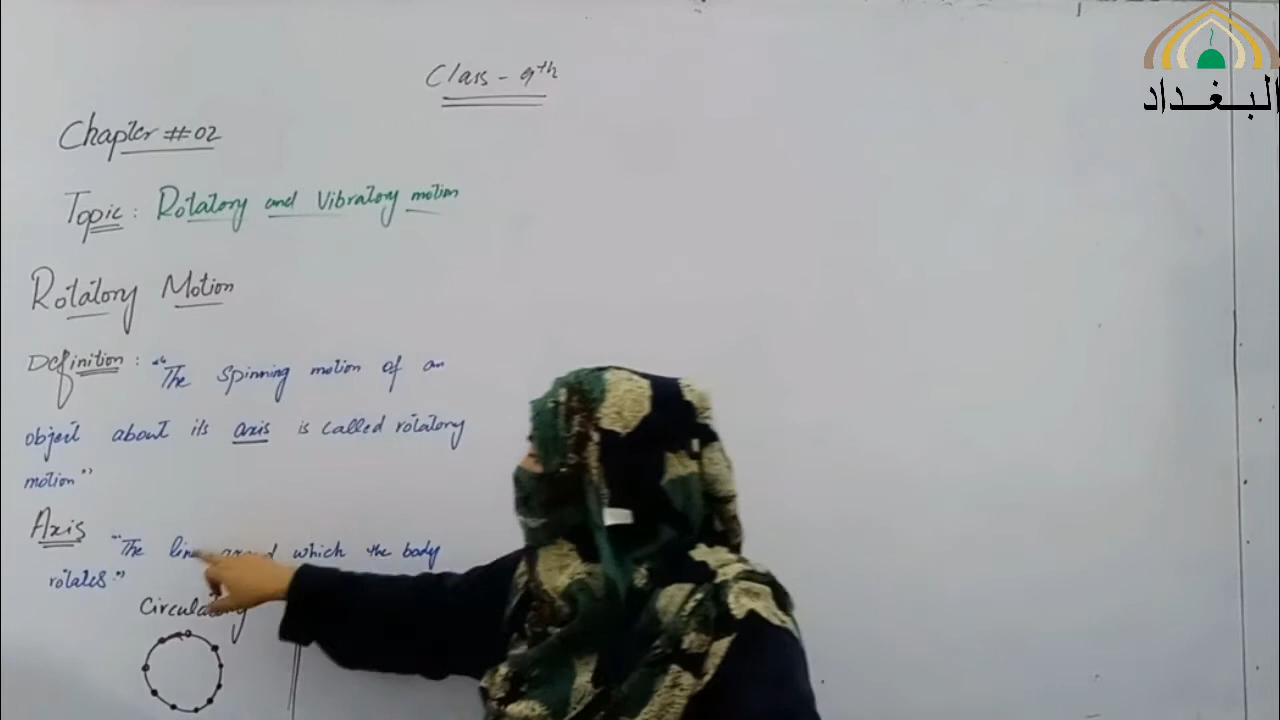 البغداد
Class - 9th
Chapter # 02
Topic : Rotatory and Vibratory motion
Rotatory Motion
Definition : "The spinning motion of an
object about its axis is called rotatory
motion"
Axis
"The line around which the body
rotates."
Circulatory